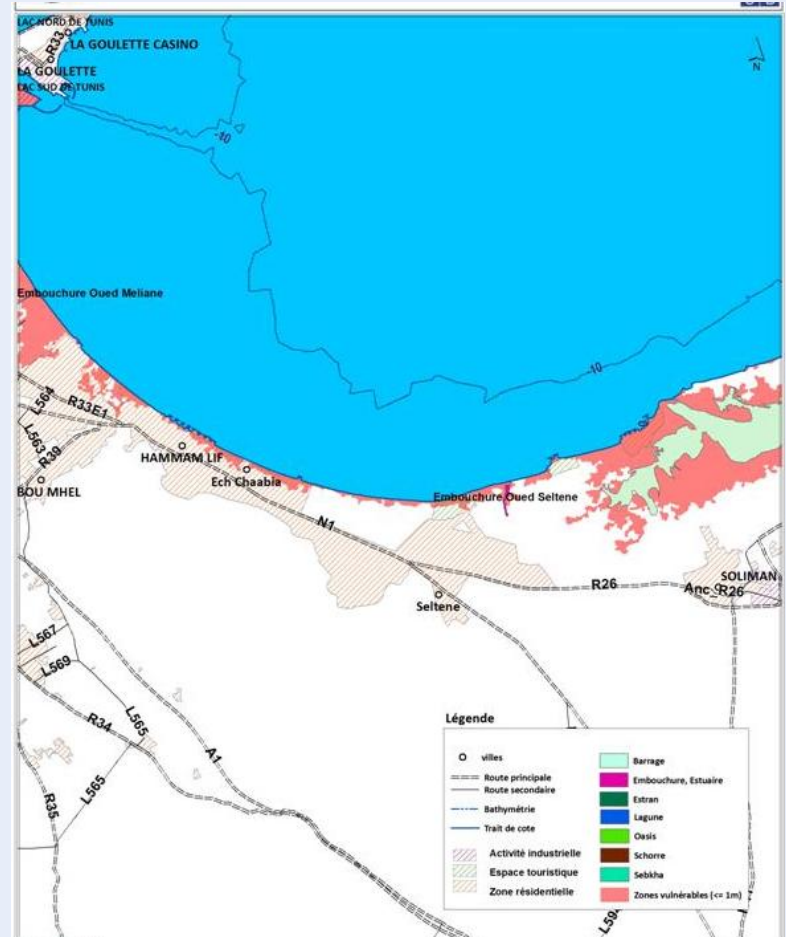 LAC NORD DE TUNIS
R33
LA GOULETTE CASINO
LA GOULETTE
LAC SUD DE TUNIS
N
-10
Embouchure Oued Meliane
-10
L564
R33E1
L563
R39
HAMMAM LIF
Ech Chaabia
BOU MHEL
Embouchure Oued Seltene
N1
R26
SOLIMAN
Anc_R26
Seltene
L567
L569
R34
L565
A1
L565
R35
Légende
villes
Route principale
Route secondaire
Bathymétrie
Trait de cote
Activité industrielle
Espace touristique
Zone résidentielle
Barrage
Embouchure, Estuaire
Estran
Lagune
Oasis
Schorre
Sebkha
Zones vulnérables (<= 1m)